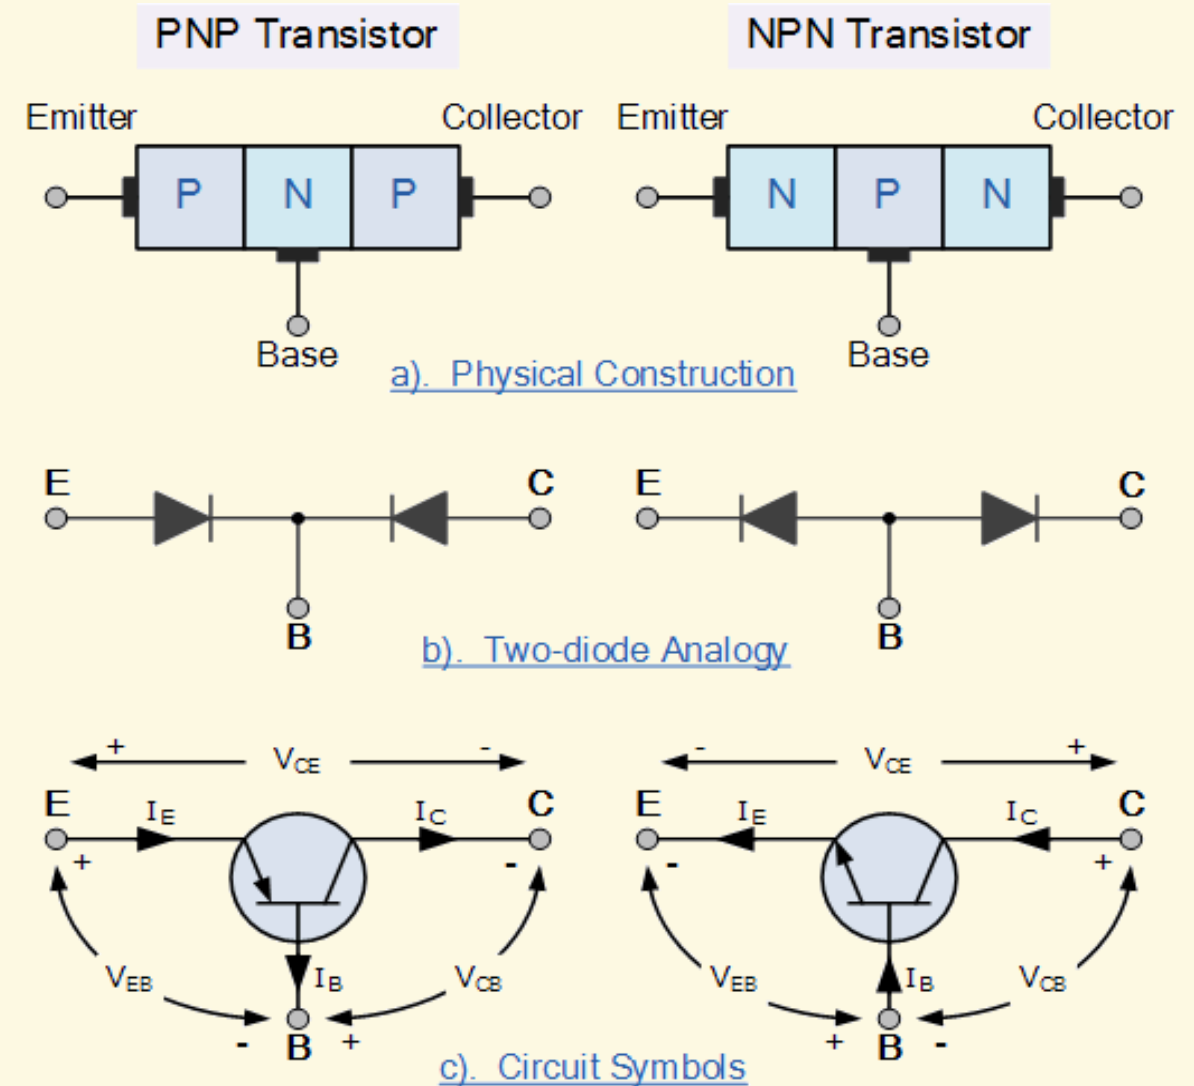 PNP Transistor
NPN Transistor
Emitter
Collector
Emitter
Collector
P
N
P
N
P
N
Base
Base
a). Physical Construction
E
C
E
C
B
B
b). Two-diode Analogy
+
VCE
-
-
VCE
+
E
IE
IC
C
E
IE
IC
C
+
-
-
+
VEB
IB
VCB
VEB
IB
VCB
-
B
+
+
B
-
c). Circuit Symbols